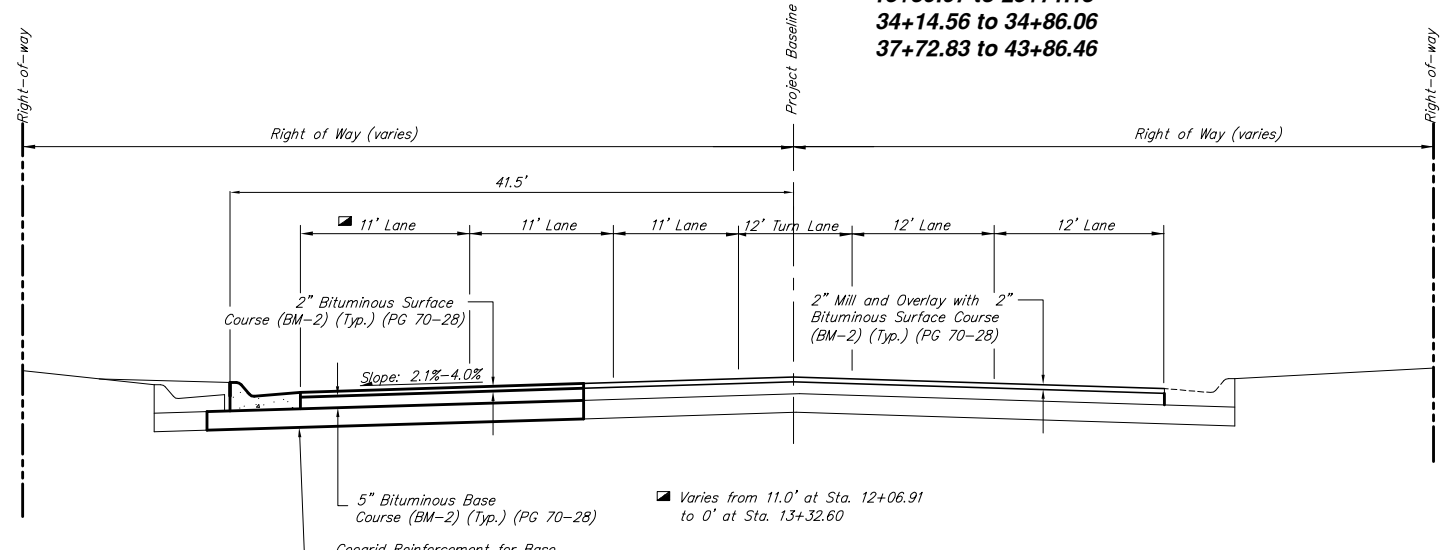 34+14.56 to 34+86.06
37+72.83 to 43+86.46
Right-of-way
Project Baseline
Right-of-way
Right of Way (varies)
Right of Way (varies)
41.5'
11' Lane
11' Lane
11' Lane
12' Turn Lane
12' Lane
12' Lane
2" Bituminous Surface
Course (BM-2) (Typ.) (PG 70-28)
2" Mill and Overlay with 2"
Bituminous Surface Course
(BM-2) (Typ.) (PG 70-28)
Slope: 2.1%-4.0%
5" Bituminous Base
Course (BM-2) (Typ.) (PG 70-28)
Varies from 11.0' at Sta. 12+06.91
to 0' at Sta. 13+32.60
Geogrid Reinforcement for Base